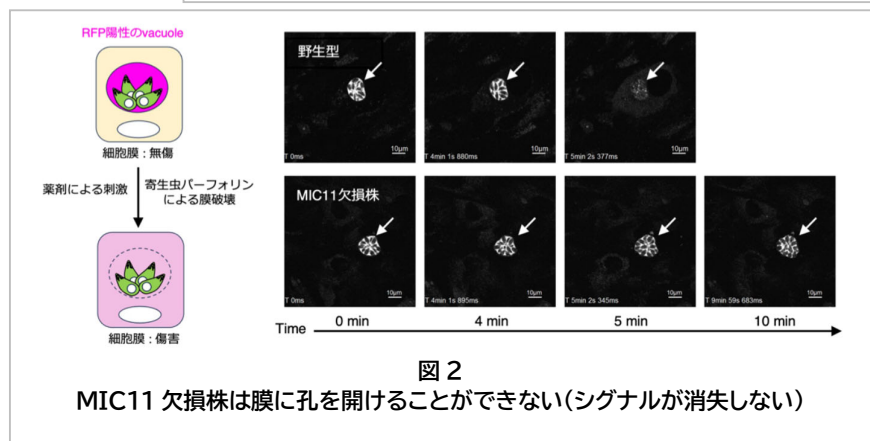 RFP陽性のvacuole
細胞膜：無傷
薬剤による刺激
寄生虫パーフォリン
による膜破壊
細胞膜：傷害
野生型
10μm
T 0ms
10μm
T 4min 1s 880ms
10μm
T 5min 2s 377ms
MIC11欠損株
10μm
T 0ms
10μm
T 4min 1s 895ms
10μm
T 5min 2s 345ms
10μm
T 9min 59s 683ms
Time 0 min 4 min 5 min 10 min
図 2
MIC11 欠損株は膜に孔を開けることができない(シグナルが消失しない)